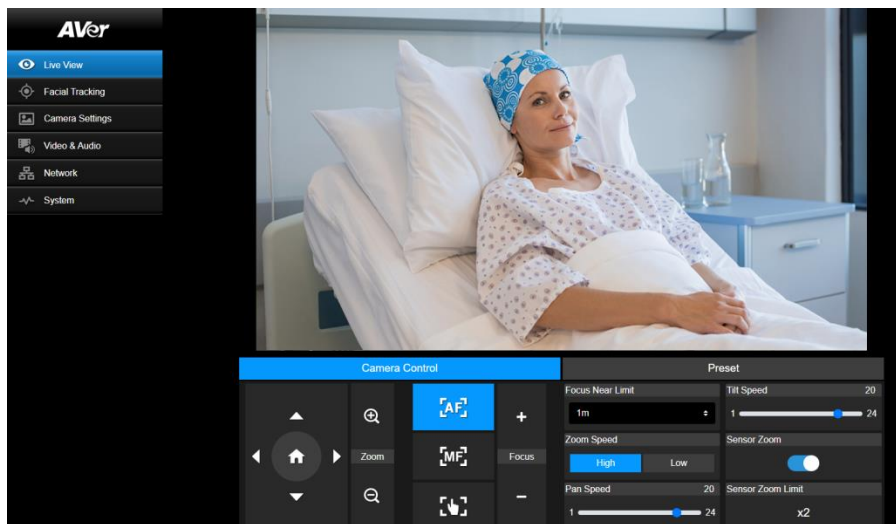 AVer
Live View
Facial Tracking
Camera Settings
Video & Audio
Network
System
Camera Control
Preset
Zoom
AF
MF
+
Focus
−
Focus Near Limit
1m
Tilt Speed 20
1 24
Zoom Speed
High Low
Sensor Zoom
Pan Speed 20
1 24
Sensor Zoom Limit
x2